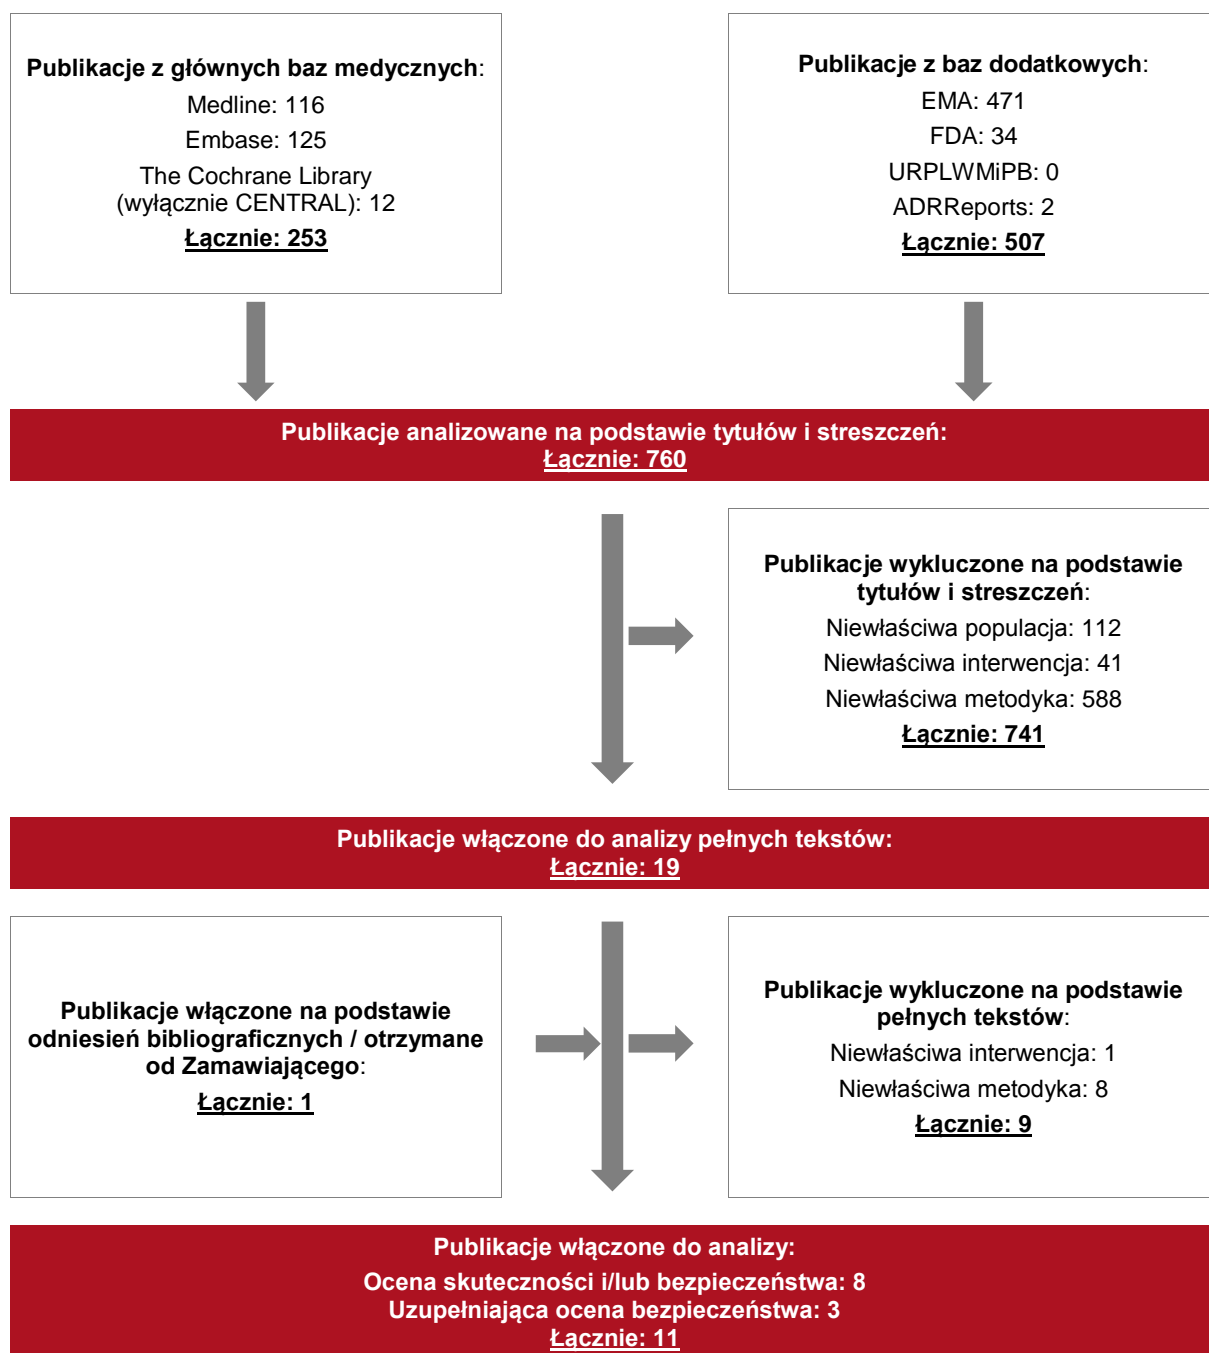 Publikacje z głównych baz medycznych:
Medline: 116
Embase: 125
The Cochrane Library
(wyłącznie CENTRAL): 12
Łącznie: 253
Publikacje z baz dodatkowych:
EMA: 471
FDA: 34
URPLWMiPB: 0
ADRReports: 2
Łącznie: 507
Publikacje analizowane na podstawie tytułów i streszczeń:
Łącznie: 760
Publikacje wykluczone na podstawie
tytułów i streszczeń:
Niewłaściwa populacja: 112
Niewłaściwa interwencja: 41
Niewłaściwa metodyka: 588
Łącznie: 741
Publikacje włączone do analizy pełnych tekstów:
Łącznie: 19
Publikacje włączone na podstawie
odniesień bibliograficznych / otrzymane
od Zamawiającego:
Łącznie: 1
Publikacje wykluczone na podstawie
pełnych tekstów:
Niewłaściwa interwencja: 1
Niewłaściwa metodyka: 8
Łącznie: 9
Publikacje włączone do analizy:
Ocena skuteczności i/lub bezpieczeństwa: 8
Uzupełniająca ocena bezpieczeństwa: 3
Łącznie: 11